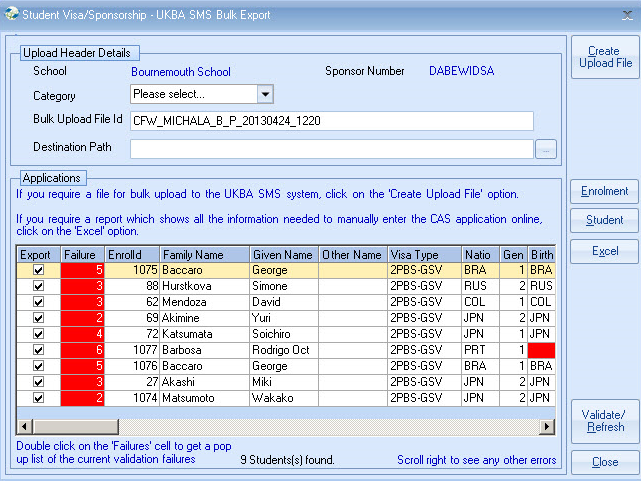 Student Visa/Sponsorship - UKBA SMS Bulk Export
Upload Header Details
School Bournemouth School Sponsor Number DABEWIDSA
Category Please select...
Bulk Upload File Id CFW_MICHALA_B_P_20130424_1220
Destination Path ...
Create Upload File
Applications
If you require a file for bulk upload to the UKBA SMS system, click on the 'Create Upload File' option.
If you require a report which shows all the information needed to manually enter the CAS application online,
click on the 'Excel' option.
Enrolment
Student
Excel
Export Failure EnrolId Family Name Given Name Other Name Visa Type Natio Gen Birth
5 1075 Baccaro George 2PBS-GSV BRA 1 BRA
3 88 Hurstkova Simone 2PBS-GSV RUS 2 RUS
3 62 Mendoza David 2PBS-GSV COL 1 COL
2 69 Akimine Yuri 2PBS-GSV JPN 2 JPN
4 72 Katsumata Soichiro 2PBS-GSV JPN 1 JPN
6 1077 Barbosa Rodrigo Oct 2PBS-GSV PRT 1
5 1076 Baccaro George 2PBS-GSV BRA 1 BRA
3 27 Akashi Miki 2PBS-GSV JPN 2 JPN
2 1074 Matsumoto Wakako 2PBS-GSV JPN 2 JPN
Double click on the 'Failures' cell to get a pop
up list of the current validation failures
9 Students(s) found.
Scroll right to see any other errors
Validate/
Refresh
Close